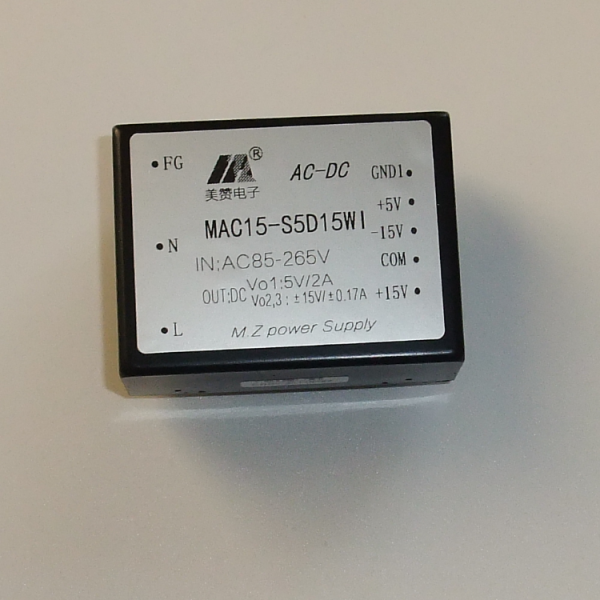 FG
®
美赞电子
AC-DC
GND1
+5V
MAC15-S5D15WI
-15V
N
IN:AC85-265V
COM
OUT:DC Vo1:5V/2A
Vo2,3: ±15V/±0.17A
+15V
L
M.Z power Supply